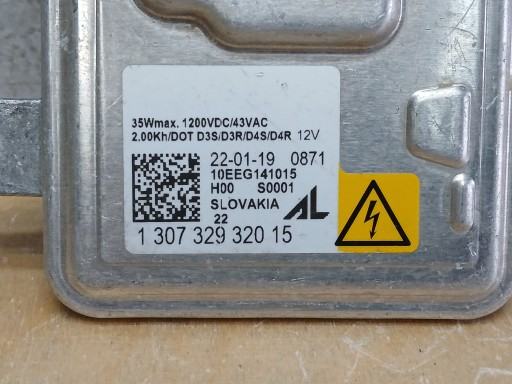 35Wmax. 1200VDC/43VAC
2.00Kh/DOT D3S/D3R/D4S/D4R 12V
22-01-19 0871
10EEG141015
H00 S0001
SLOVAKIA AL
22
1 307 329 320 15